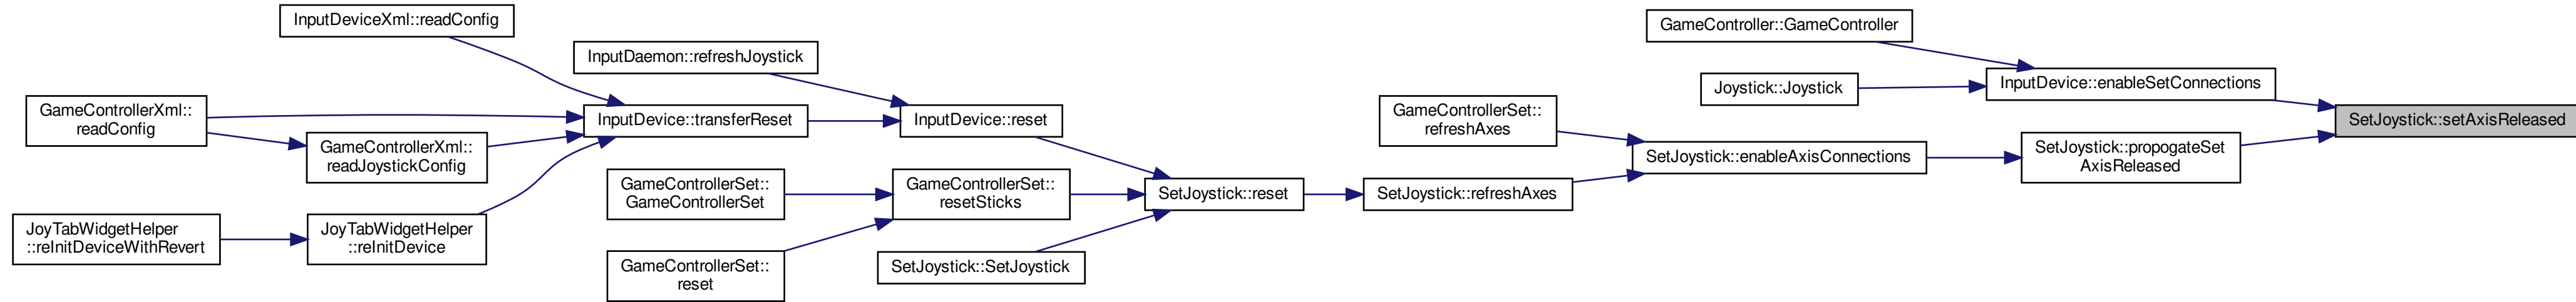 InputDeviceXml::readConfig
GameController::GameController
InputDaemon::refreshJoystick
InputDevice::enableSetConnections
Joystick::Joystick
GameControllerXml::
readConfig
InputDevice::transferReset
InputDevice::reset
GameControllerSet::
refreshAxes
SetJoystick::setAxisReleased
GameControllerXml::
readJoystickConfig
SetJoystick::enableAxisConnections
SetJoystick::propogateSet
AxisReleased
GameControllerSet::
GameControllerSet
GameControllerSet::
resetSticks
SetJoystick::reset
SetJoystick::refreshAxes
JoyTabWidgetHelper
::reInitDeviceWithRevert
JoyTabWidgetHelper
::reInitDevice
GameControllerSet::
reset
SetJoystick::SetJoystick